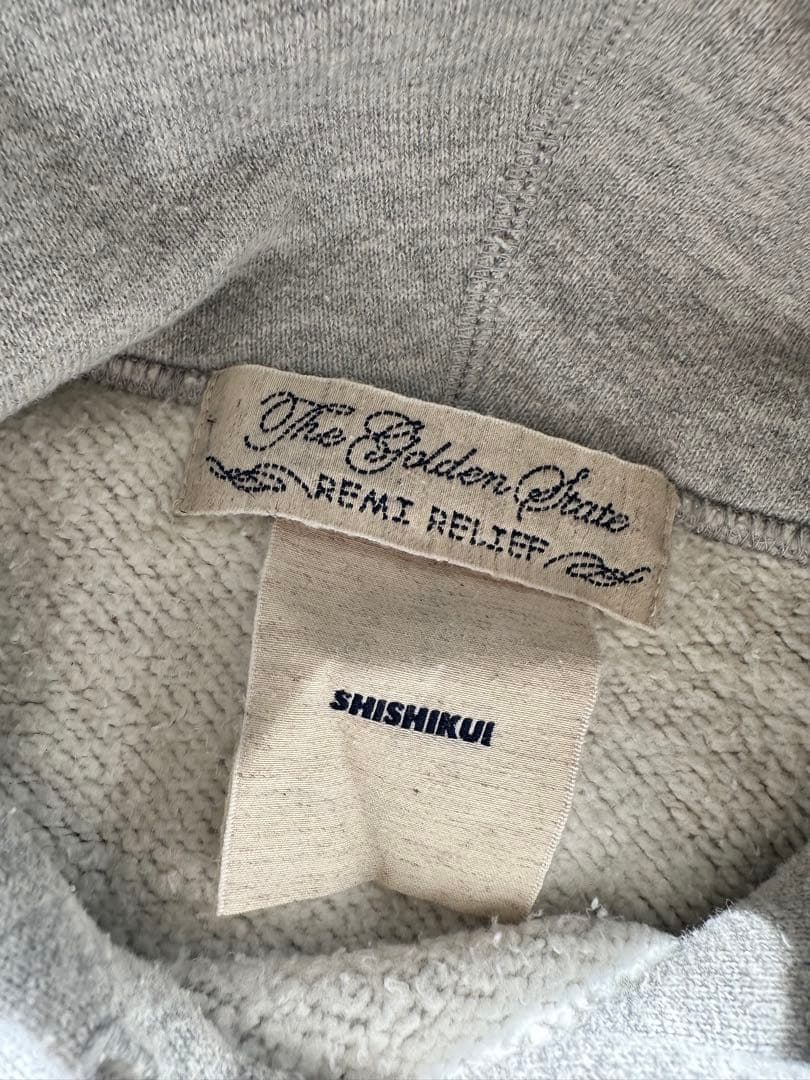 The Golden State
REMI RELIEF
SHISHIKUI